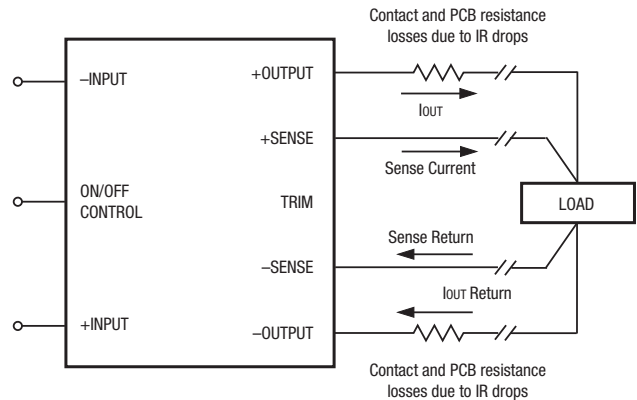 Contact and PCB resistance
losses due to IR drops
–INPUT
+OUTPUT
IOUT
+SENSE
Sense Current
ON/OFF
CONTROL
TRIM
LOAD
Sense Return
–SENSE
IOUT Return
+INPUT
–OUTPUT
Contact and PCB resistance
losses due to IR drops